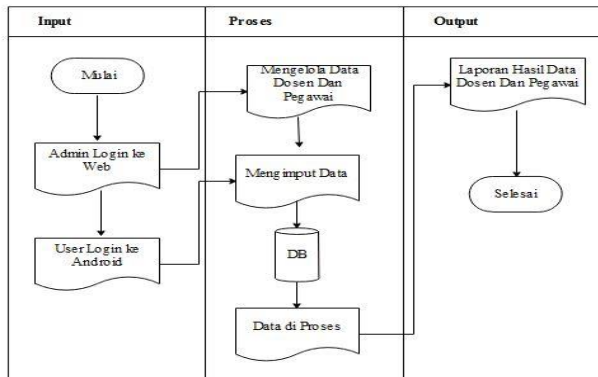 Input
Proses
Output
Mulai
Admin Login ke
Web
User Login ke
Android
Mengelola Data
Dosen Dan
Pegawai
Mengimput Data
DB
Data di Proses
Laporan Hasil Data
Dosen Dan Pegawai
Selesai